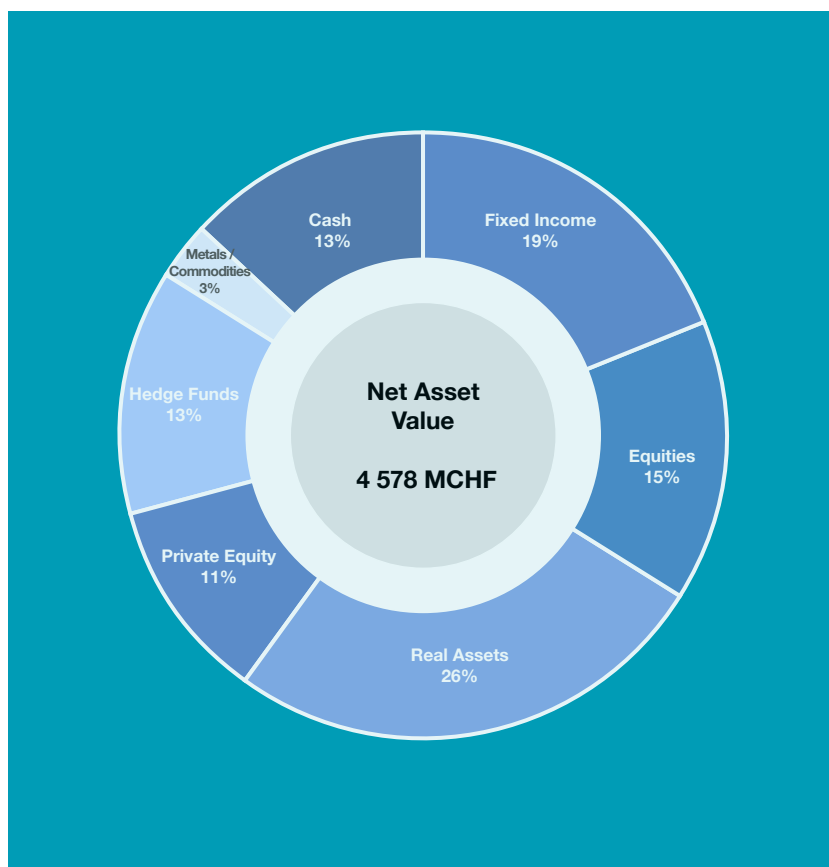 Cash
13%
Fixed Income
19%
Metals /
Commodities
3%
Hedge Funds
13%
Net Asset
Value
4 578 MCHF
Equities
15%
Private Equity
11%
Real Assets
26%